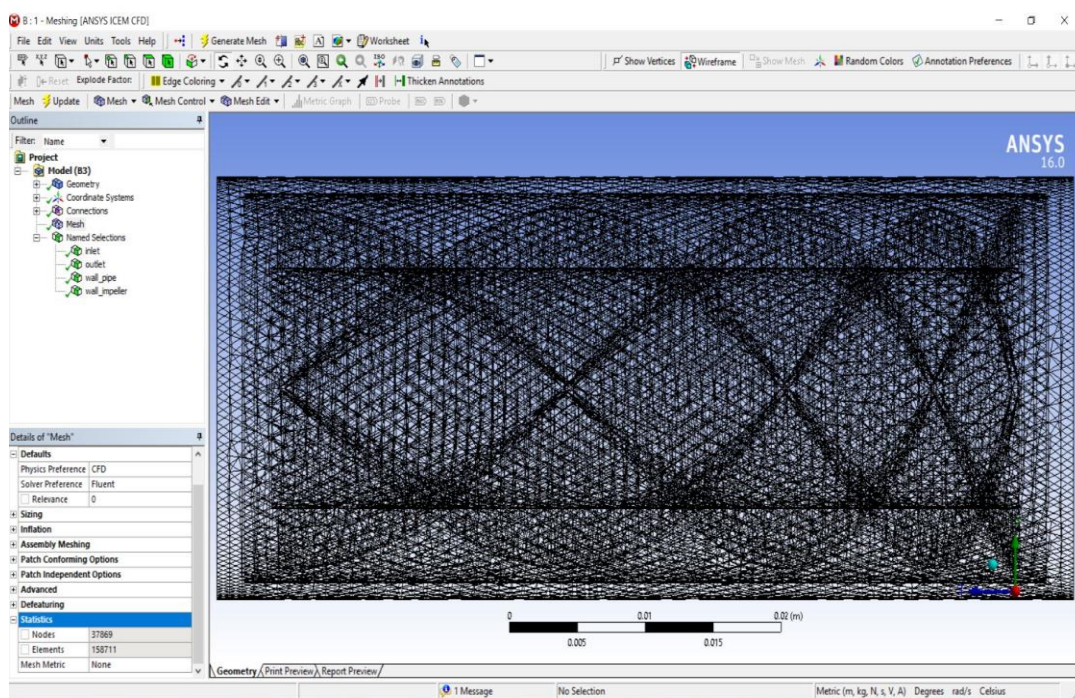 B : 1 - Meshing [ANSYS ICEM CFD]
File Edit View Units Tools Help Generate Mesh Worksheet
Show Vertices Wireframe Show Mesh Random Colors Annotation Preferences
Reset Explode Factor: Edge Coloring Thicken Annotations
Mesh Update Mesh Mesh Control Mesh Edit Metric Graph Probe
Outline
Filter: Name
Project
Model (B3)
Geometry
Coordinate Systems
Connections
Mesh
Named Selections
inlet
outlet
wall_pipe
wall_impeller
ANSYS
16.0
Details of "Mesh"
Defaults
Physics Preference CFD
Solver Preference Fluent
Relevance 0
Sizing
Inflation
Assembly Meshing
Patch Conforming Options
Patch Independent Options
Advanced
Defeaturing
Statistics
Nodes 37869
Elements 158711
Mesh Metric None
0 0.01 0.02 (m)
0.005 0.015
Geometry Print Preview Report Preview
1 Message No Selection Metric (m, kg, N, s, V, A) Degrees rad/s Celsius